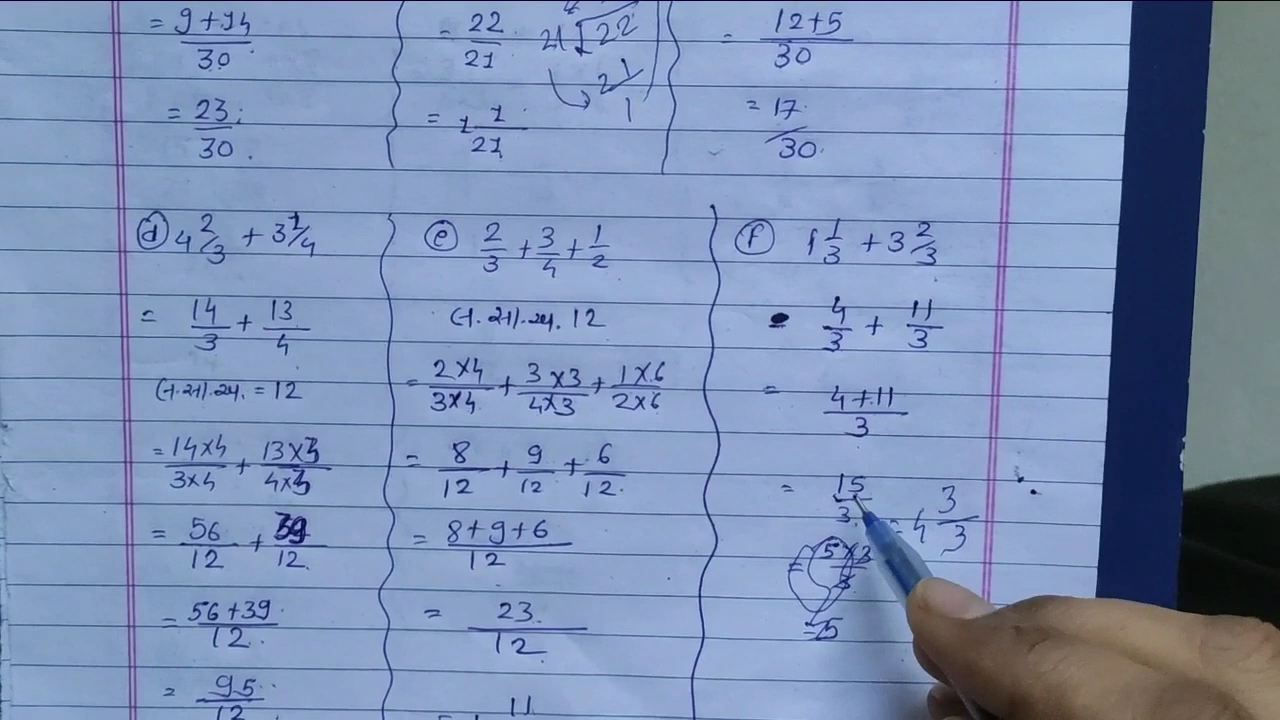 = 9+14/30
= 23/30
= 22/21
21)22
21
1
= 1 1/21
= 12+5/30
= 17/30
(d) 4 2/3 + 3 1/4
= 14/3 + 13/4
= 12
= 14×4/3×4 + 13×3/4×3
= 56/12 + 39/12
= 56+39/12
= 95/12
(e) 2/3 + 3/4 + 1/2
12
= 2×4/3×4 + 3×3/4×3 + 1×6/2×6
= 8/12 + 9/12 + 6/12
= 8+9+6/12
= 23/12
11
(f) 1 1/3 + 3 2/3
= 4/3 + 11/3
= 4+11/3
= 15/3 = 4 3/3
= 5×3/3
=5